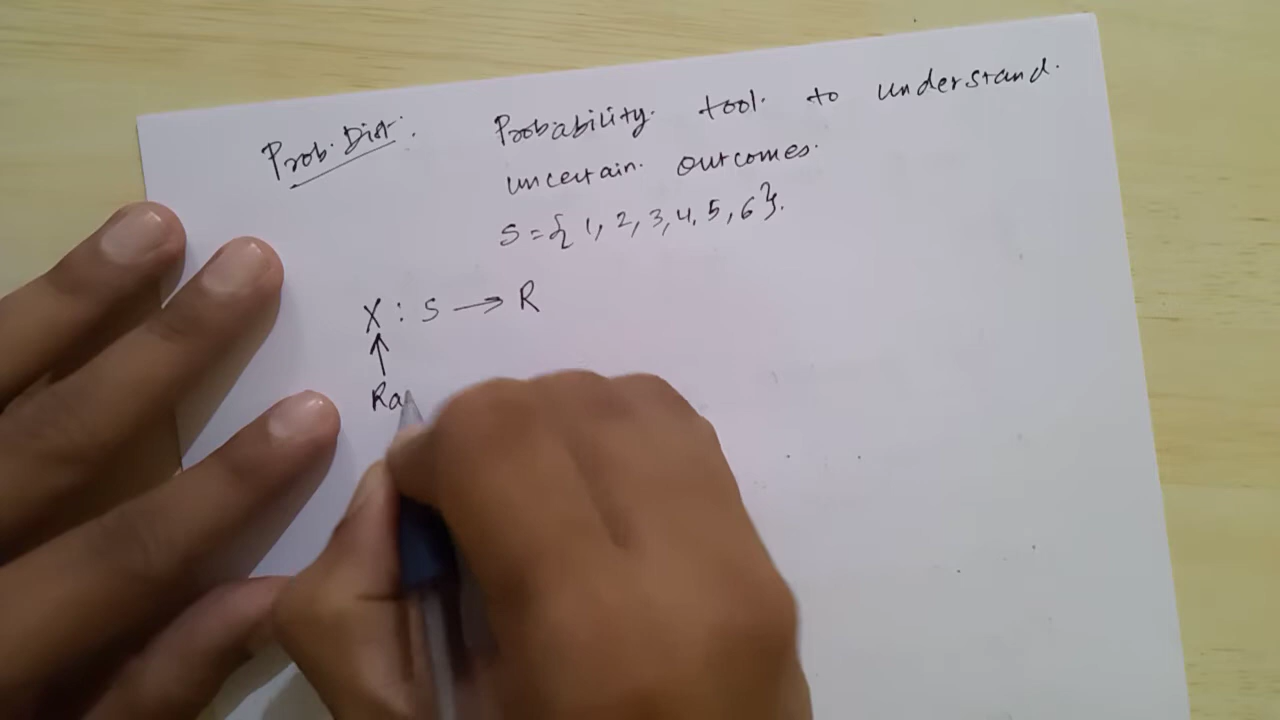 Prob. Dist: Probability tool to understand.
uncertain outcomes.
S = { 1, 2, 3, 4, 5, 6 }.
X : S → R
↑
Ra